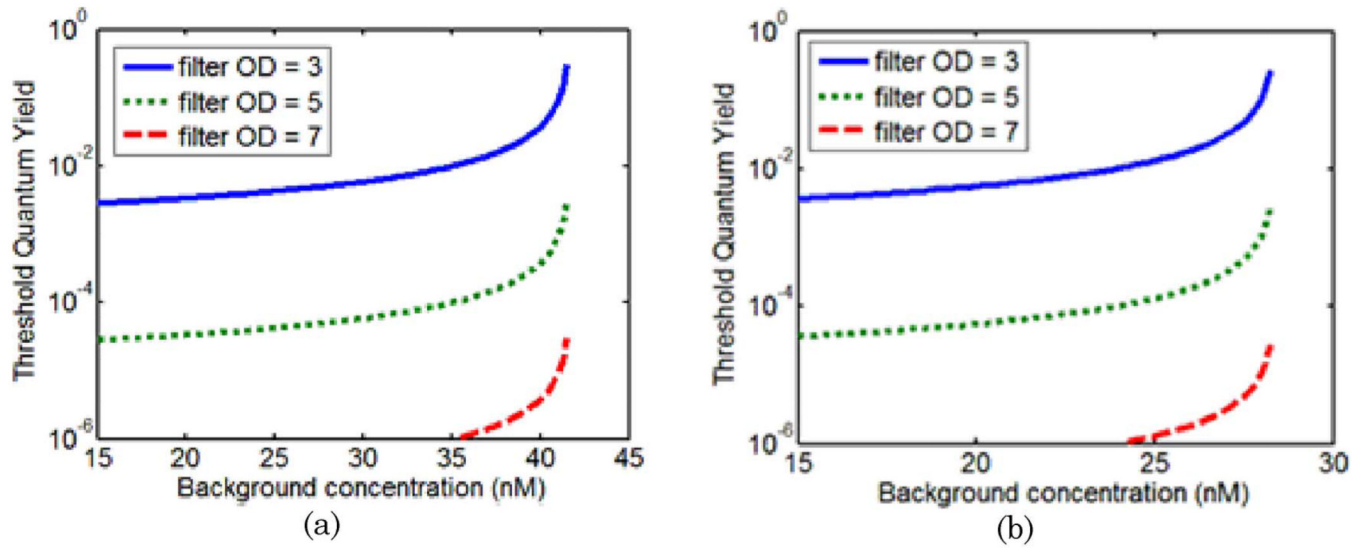 Threshold Quantum Yield
10^0
10^-2
10^-4
10^-6
filter OD = 3
filter OD = 5
filter OD = 7
15 20 25 30 35 40 45
Background concentration (nM)
(a)
Threshold Quantum Yield
10^0
10^-2
10^-4
10^-6
filter OD = 3
filter OD = 5
filter OD = 7
15 20 25 30
Background concentration (nM)
(b)